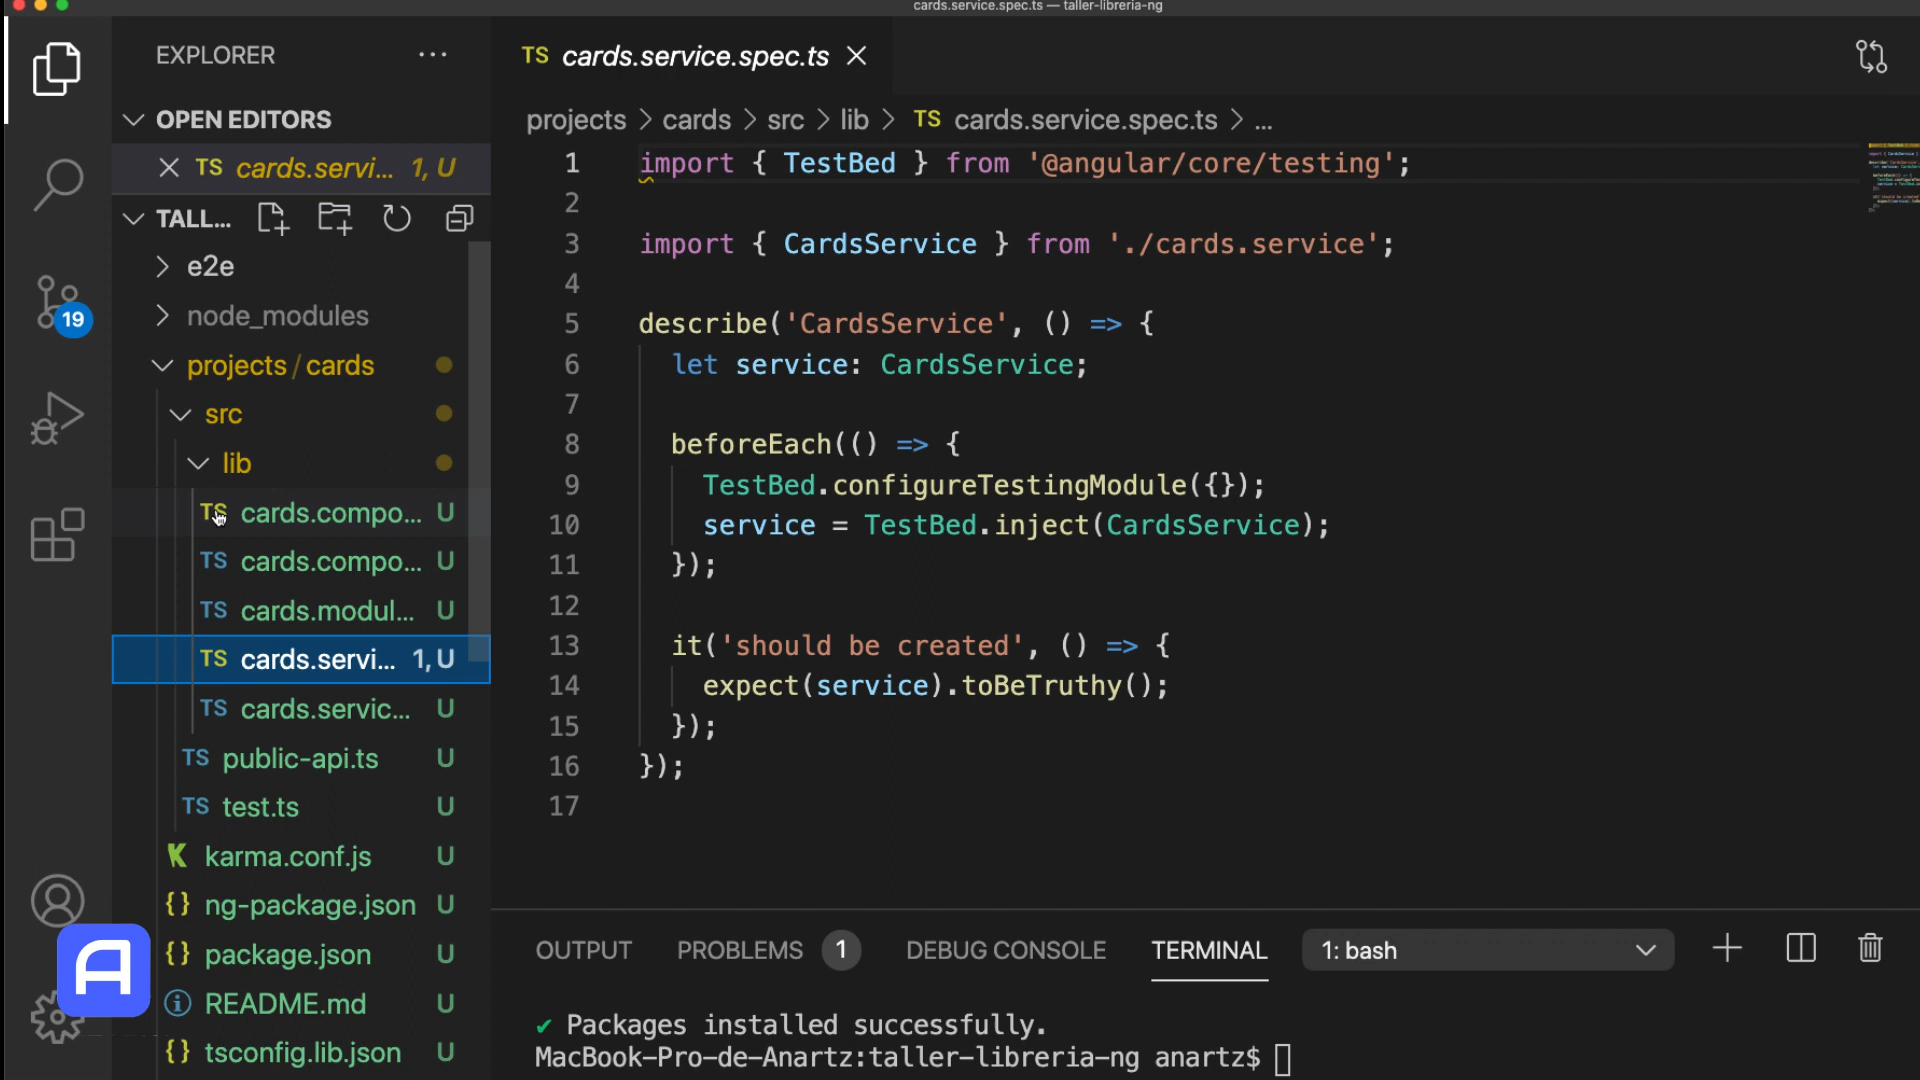 cards.service.spec.ts — taller-libreria-ng
EXPLORER
OPEN EDITORS
TS cards.servi... 1, U
TALL...
e2e
node_modules
projects / cards
src
lib
TS cards.compo... U
TS cards.compo... U
TS cards.modul... U
TS cards.servi... 1, U
TS cards.servic... U
TS public-api.ts U
TS test.ts U
karma.conf.js U
{} ng-package.json U
{} package.json U
README.md U
{} tsconfig.lib.json U
19
TS cards.service.spec.ts
projects > cards > src > lib > TS cards.service.spec.ts > ...
1 import { TestBed } from '@angular/core/testing';
2
3 import { CardsService } from './cards.service';
4
5 describe('CardsService', () => {
6 let service: CardsService;
7
8 beforeEach(() => {
9 TestBed.configureTestingModule({});
10 service = TestBed.inject(CardsService);
11 });
12
13 it('should be created', () => {
14 expect(service).toBeTruthy();
15 });
16 });
17
OUTPUT PROBLEMS 1 DEBUG CONSOLE TERMINAL 1: bash
✔ Packages installed successfully.
MacBook-Pro-de-Anartz:taller-libreria-ng anartz$